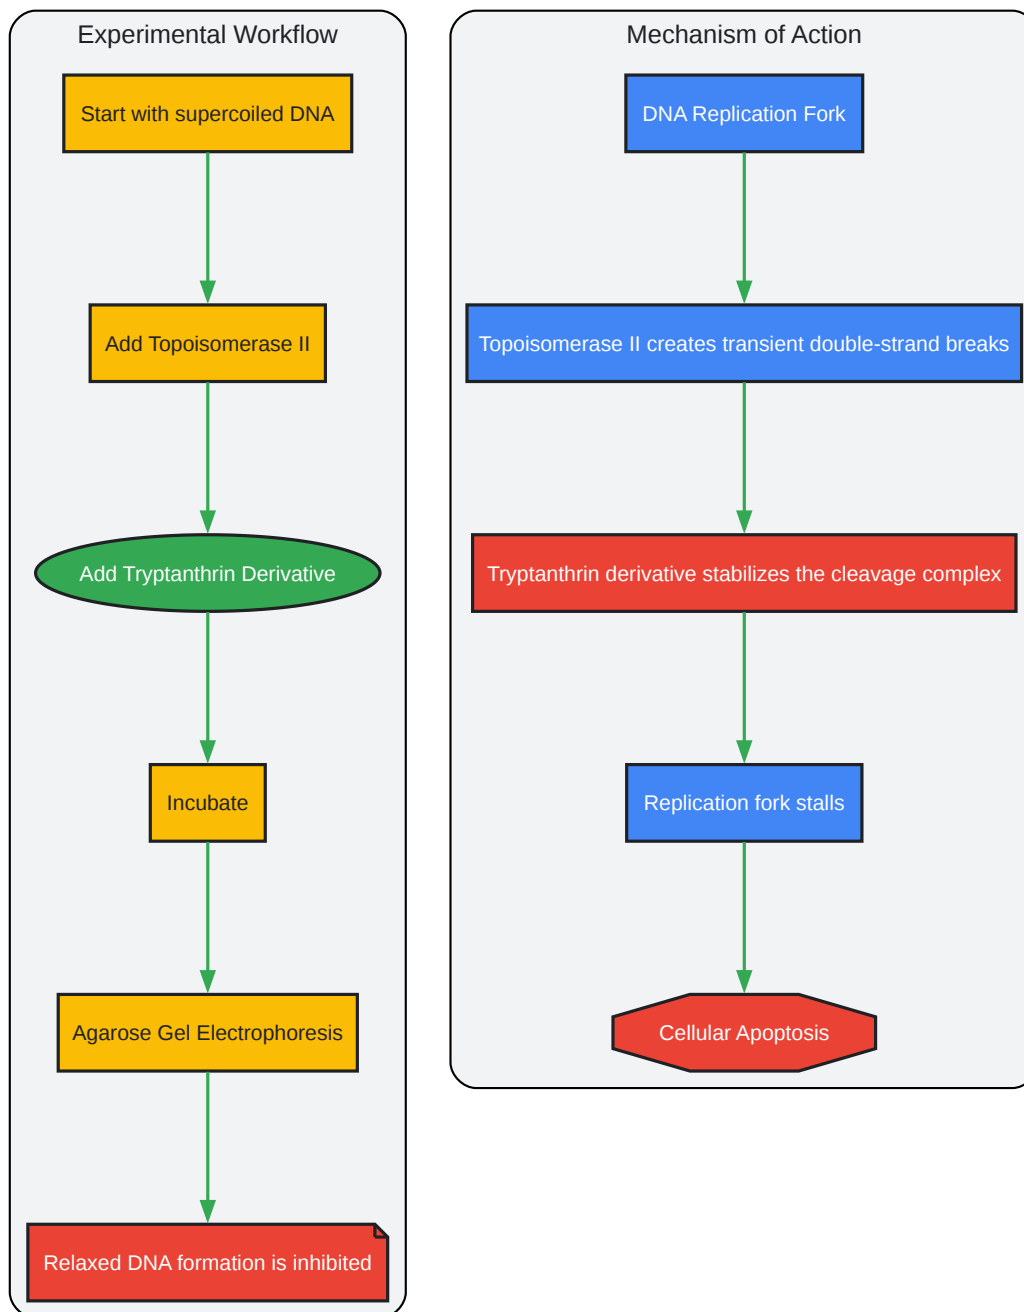 Experimental Workflow
Start with supercoiled DNA
Add Topoisomerase II
Add Tryptanthrin Derivative
Incubate
Agarose Gel Electrophoresis
Relaxed DNA formation is inhibited
Mechanism of Action
DNA Replication Fork
Topoisomerase II creates transient double-strand breaks
Tryptanthrin derivative stabilizes the cleavage complex
Replication fork stalls
Cellular Apoptosis